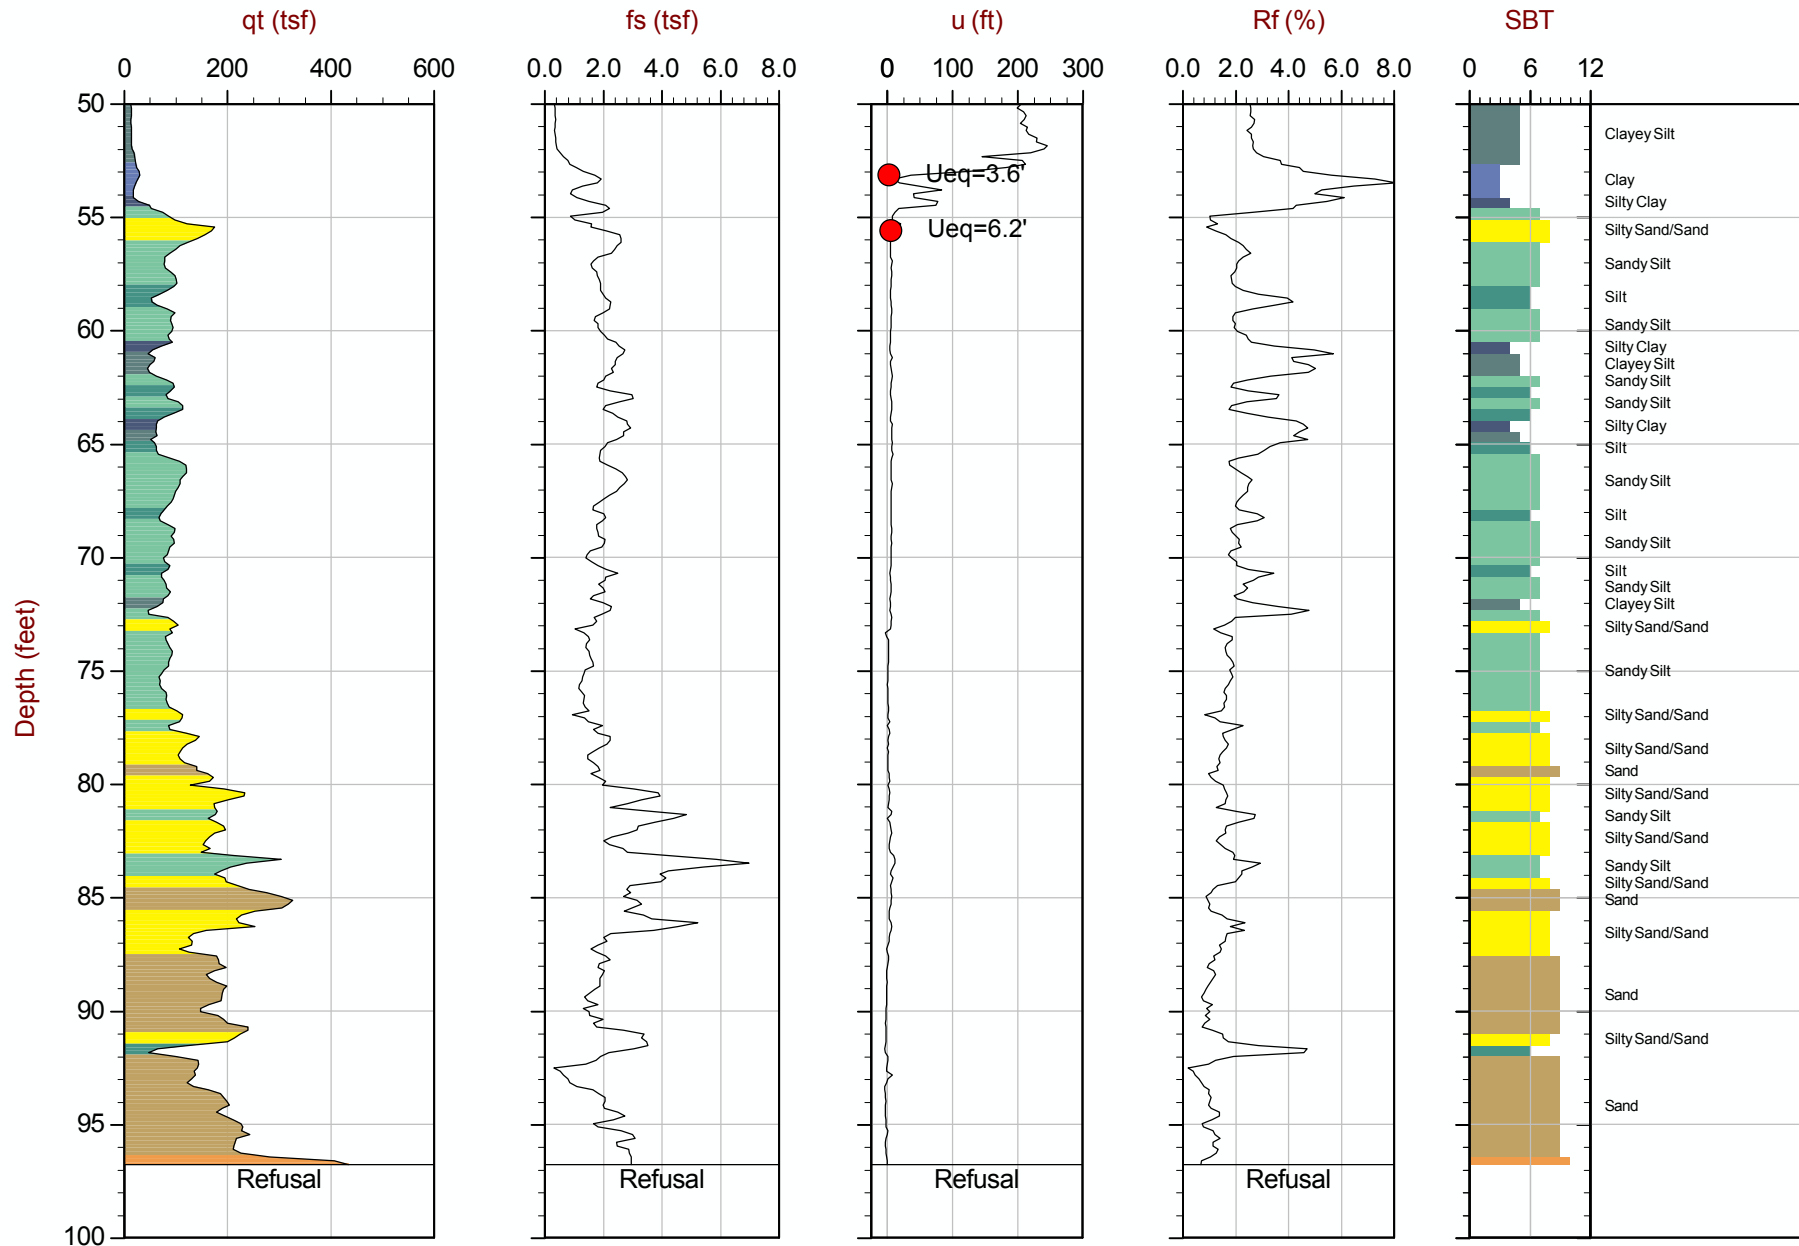 qt (tsf) fs (tsf) u (ft) Rf (%) SBT
0 200 400 600 0.0 2.0 4.0 6.0 8.0 0 100 200 300 0.0 2.0 4.0 6.0 8.0 0 6 12
50
Clayey Silt
Ueq=3.6'
Clay
Silty Clay
55
Ueq=6.2'
Silty Sand/Sand
Sandy Silt
Silt
60
Sandy Silt
Silty Clay
Clayey Silt
Sandy Silt
Sandy Silt
Silty Clay
65
Silt
Sandy Silt
Silt
Sandy Silt
70
Silt
Sandy Silt
Clayey Silt
Silty Sand/Sand
Depth (feet)
75
Sandy Silt
Silty Sand/Sand
Silty Sand/Sand
Sand
80
Silty Sand/Sand
Sandy Silt
Silty Sand/Sand
Sandy Silt
Silty Sand/Sand
85
Sand
Silty Sand/Sand
Sand
90
Silty Sand/Sand
Sand
95
Refusal Refusal Refusal Refusal
100